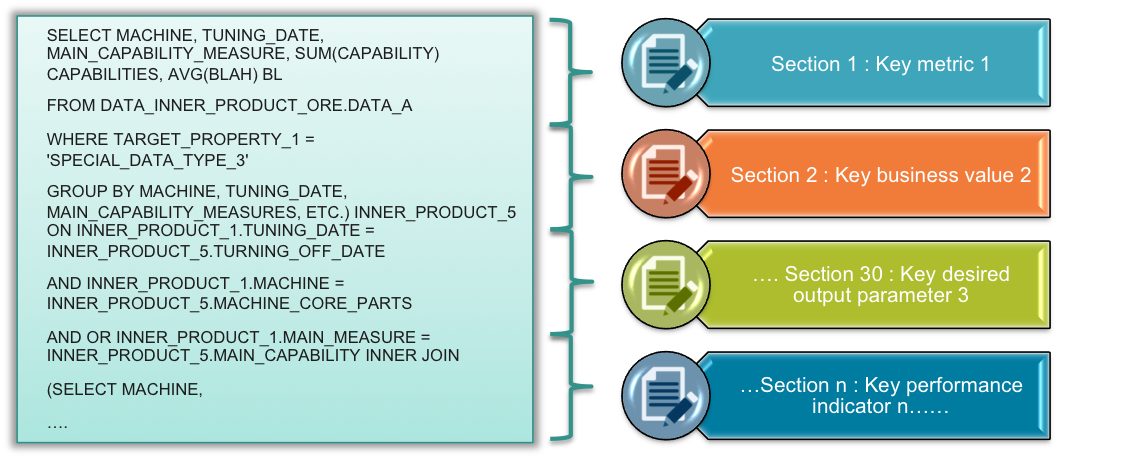 SELECT MACHINE, TUNING_DATE,
MAIN_CAPABILITY_MEASURE, SUM(CAPABILITY)
CAPABILITIES, AVG(BLAH) BL
FROM DATA_INNER_PRODUCT_ORE.DATA_A
WHERE TARGET_PROPERTY_1 =
'SPECIAL_DATA_TYPE_3'
GROUP BY MACHINE, TUNING_DATE,
MAIN_CAPABILITY_MEASURES, ETC.) INNER_PRODUCT_5
ON INNER_PRODUCT_1.TUNING_DATE =
INNER_PRODUCT_5.TURNING_OFF_DATE
AND INNER_PRODUCT_1.MACHINE =
INNER_PRODUCT_5.MACHINE_CORE_PARTS
AND OR INNER_PRODUCT_1.MAIN_MEASURE =
INNER_PRODUCT_5.MAIN_CAPABILITY INNER JOIN
(SELECT MACHINE,
….
Section 1 : Key metric 1
Section 2 : Key business value 2
…. Section 30 : Key desired
output parameter 3
…Section n : Key performance
indicator n……